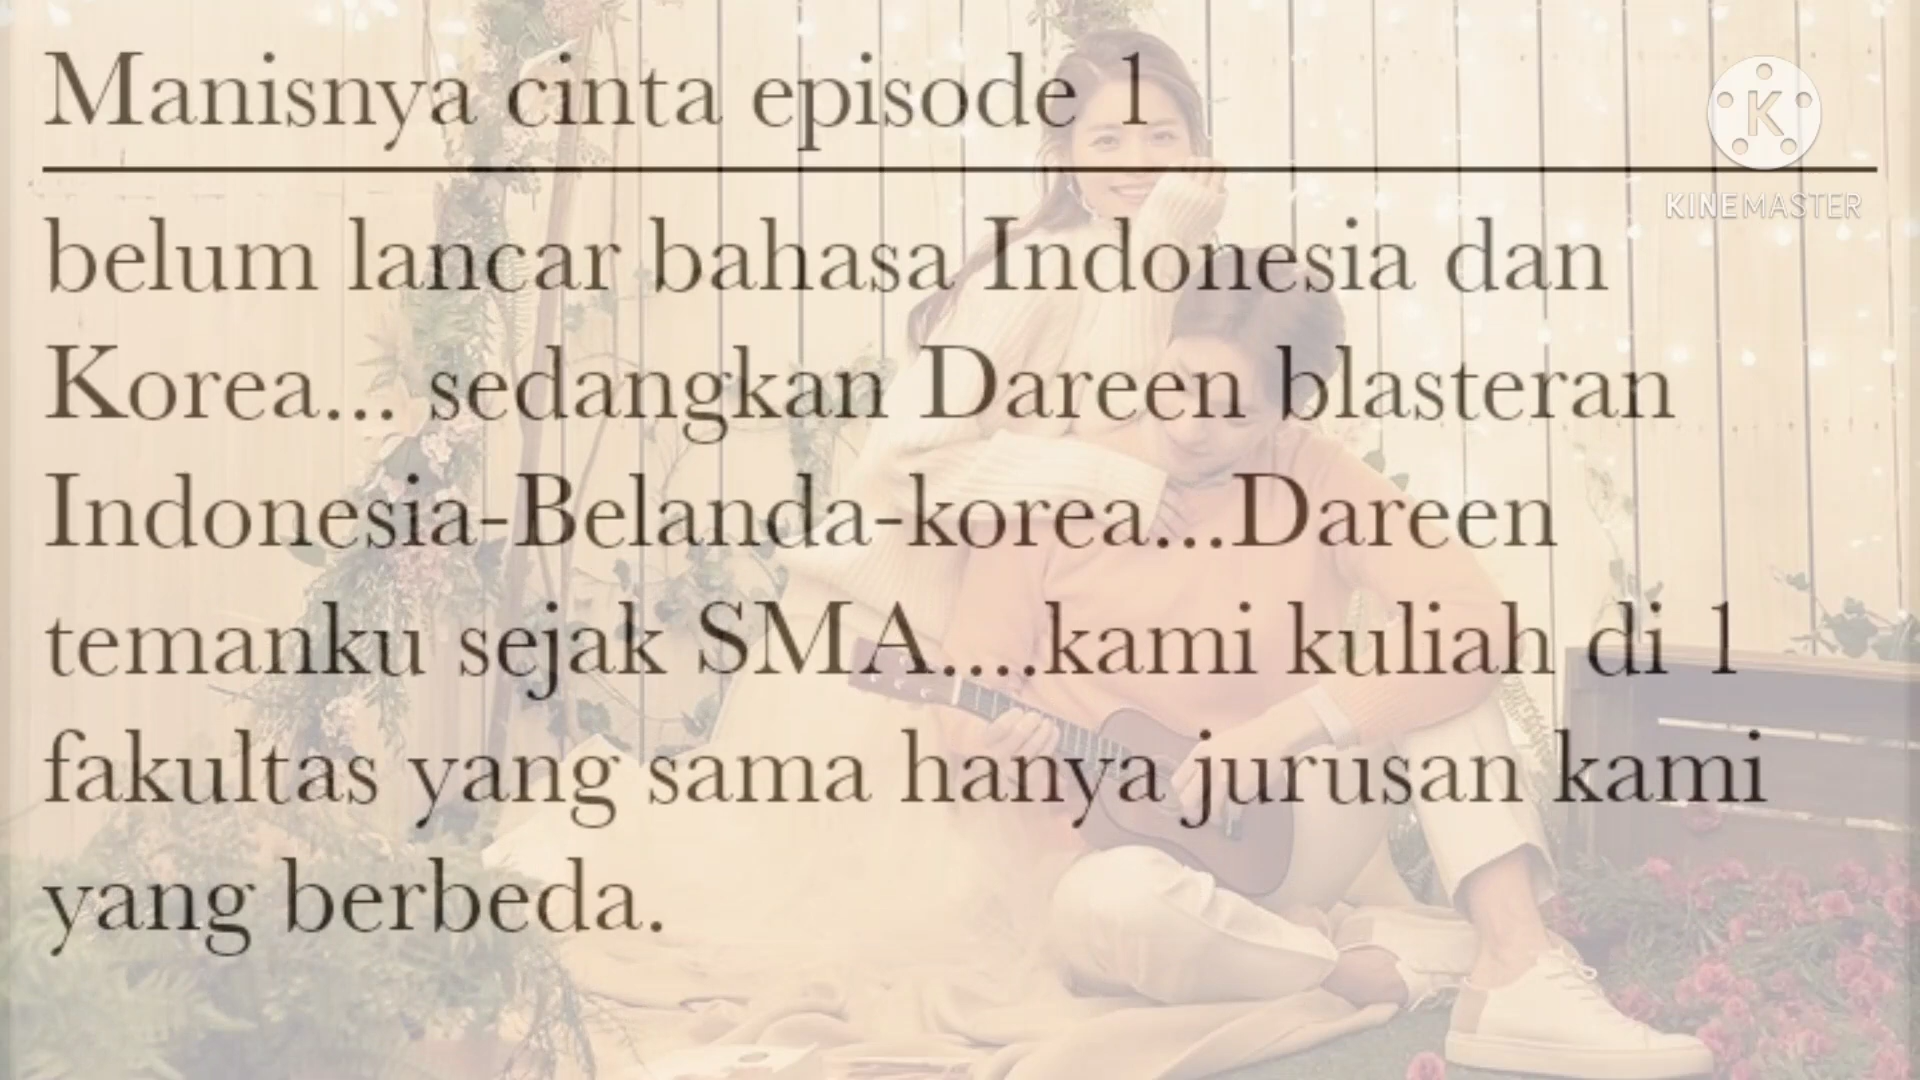 Manisnya cinta episode 1
K
KINEMASTER
belum lancar bahasa Indonesia dan
Korea... sedangkan Dareen blasteran
Indonesia-Belanda-korea...Dareen
temanku sejak SMA....kami kuliah di 1
fakultas yang sama hanya jurusan kami
yang berbeda.